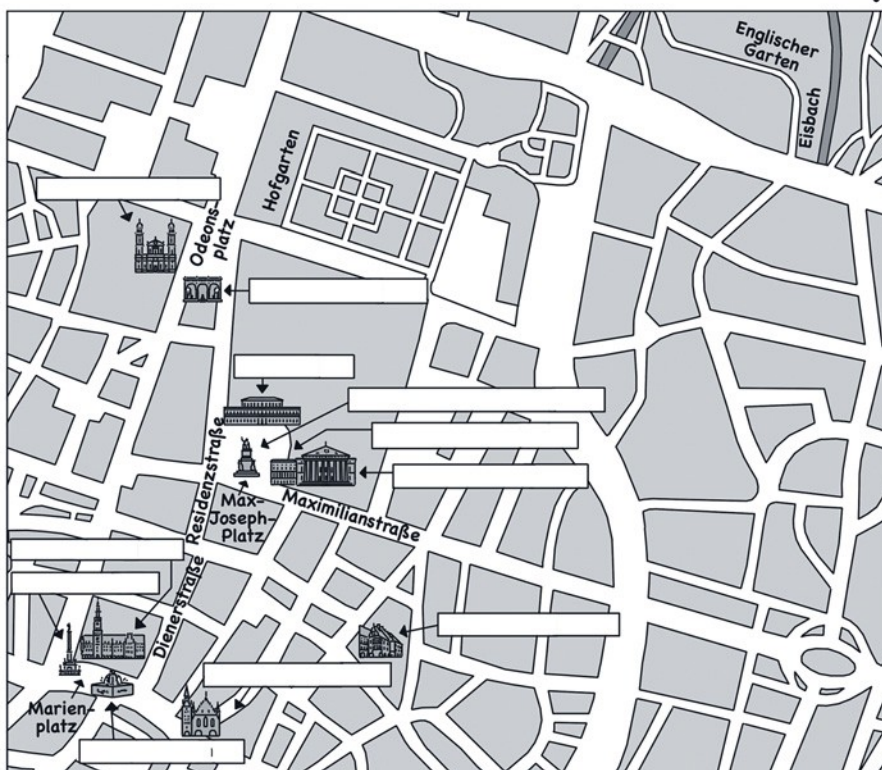 Englischer
Garten
Eisbach
Hofgarten
Odeons-
platz
Residenzstraße
Max-
Joseph-
Platz
Maximilianstraße
Dienerstraße
Marien-
platz